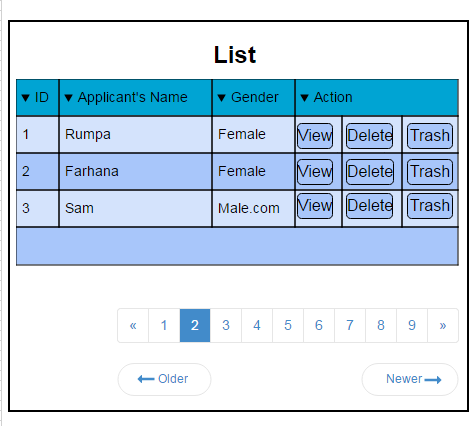 List
▼ ID ▼ Applicant's Name ▼ Gender ▼ Action
1 Rumpa Female View Delete Trash
2 Farhana Female View Delete Trash
3 Sam Male.com View Delete Trash
« 1 2 3 4 5 6 7 8 9 »
← Older Newer →